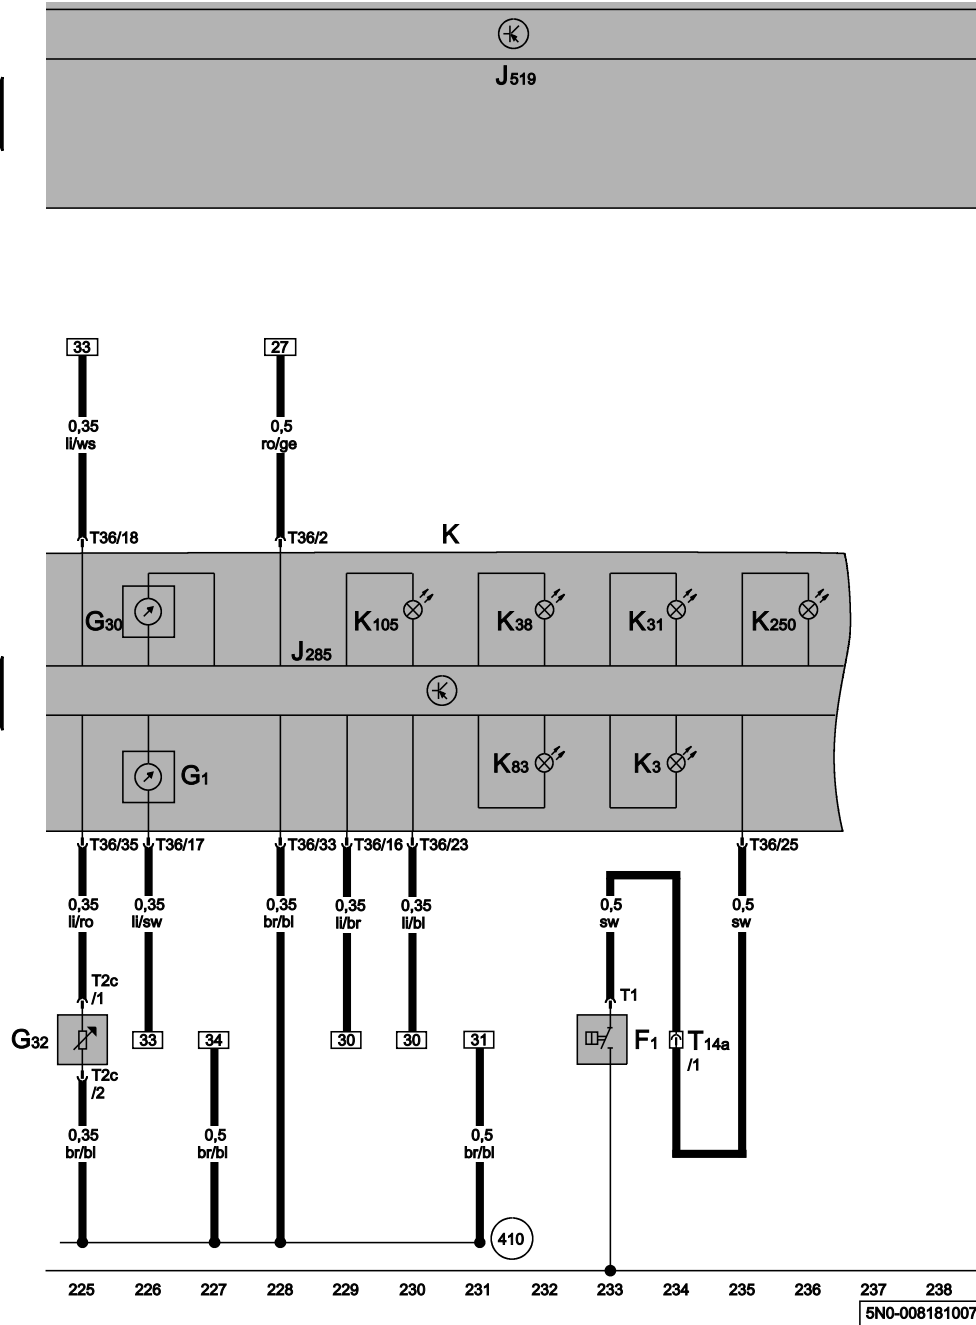 J519
33 27
0,35 0,5
li/ws ro/ge
T36/18 T36/2 K
G30 K105 K38 K31 K250
J285
G1 K83 K3
T36/35 T36/17 T36/33 T36/16 T36/23 T36/25
0,35 0,35 0,35 0,35 0,35 0,5 0,5
li/ro li/sw br/bl li/br li/bl sw sw
T2c
/1
T1
G32 33 34 30 30 31 F1 T14a
/1
T2c
/2
0,35 0,5 0,5
br/bl br/bl br/bl
410
225 226 227 228 229 230 231 232 233 234 235 236 237 238
5N0-008181007